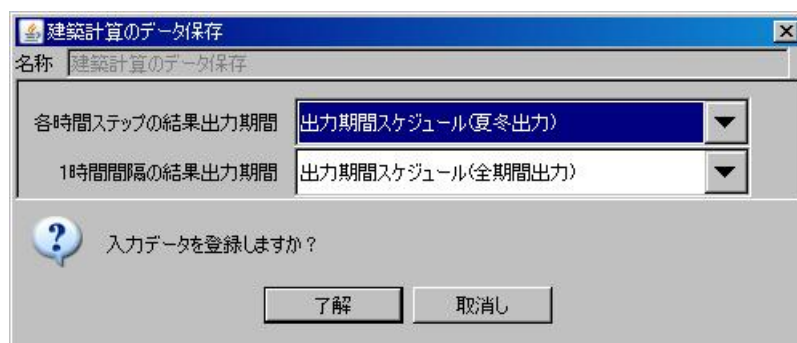 建築計算のデータ保存
名称 建築計算のデータ保存
各時間ステップの結果出力期間 出力期間スケジュール(夏冬出力)
1時間間隔の結果出力期間 出力期間スケジュール(全期間出力)
入力データを登録しますか?
了解 取消し